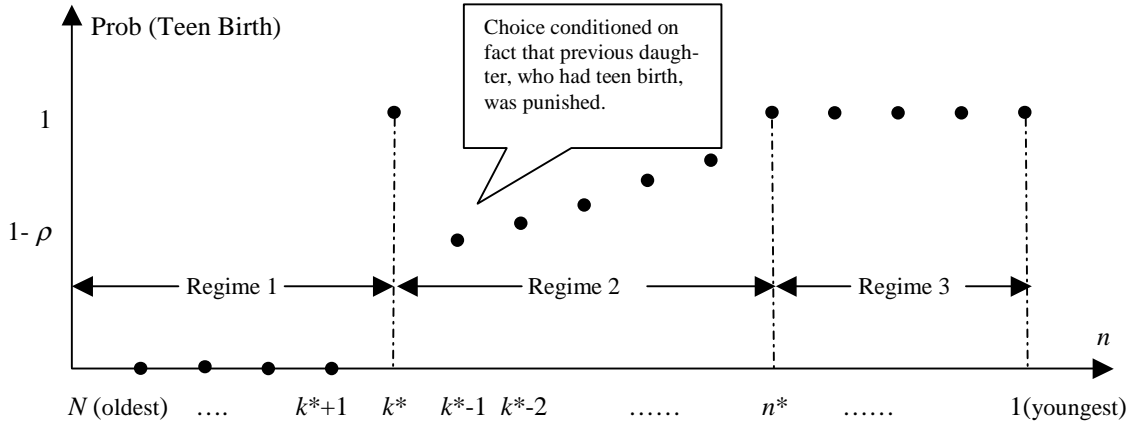 Prob (Teen Birth)
Choice conditioned on
fact that previous daugh-
ter, who had teen birth,
was punished.
1
1- ρ
Regime 1
Regime 2
Regime 3
n
N (oldest)
....
k*+1
k*
k*-1
k*-2
......
n*
......
1(youngest)